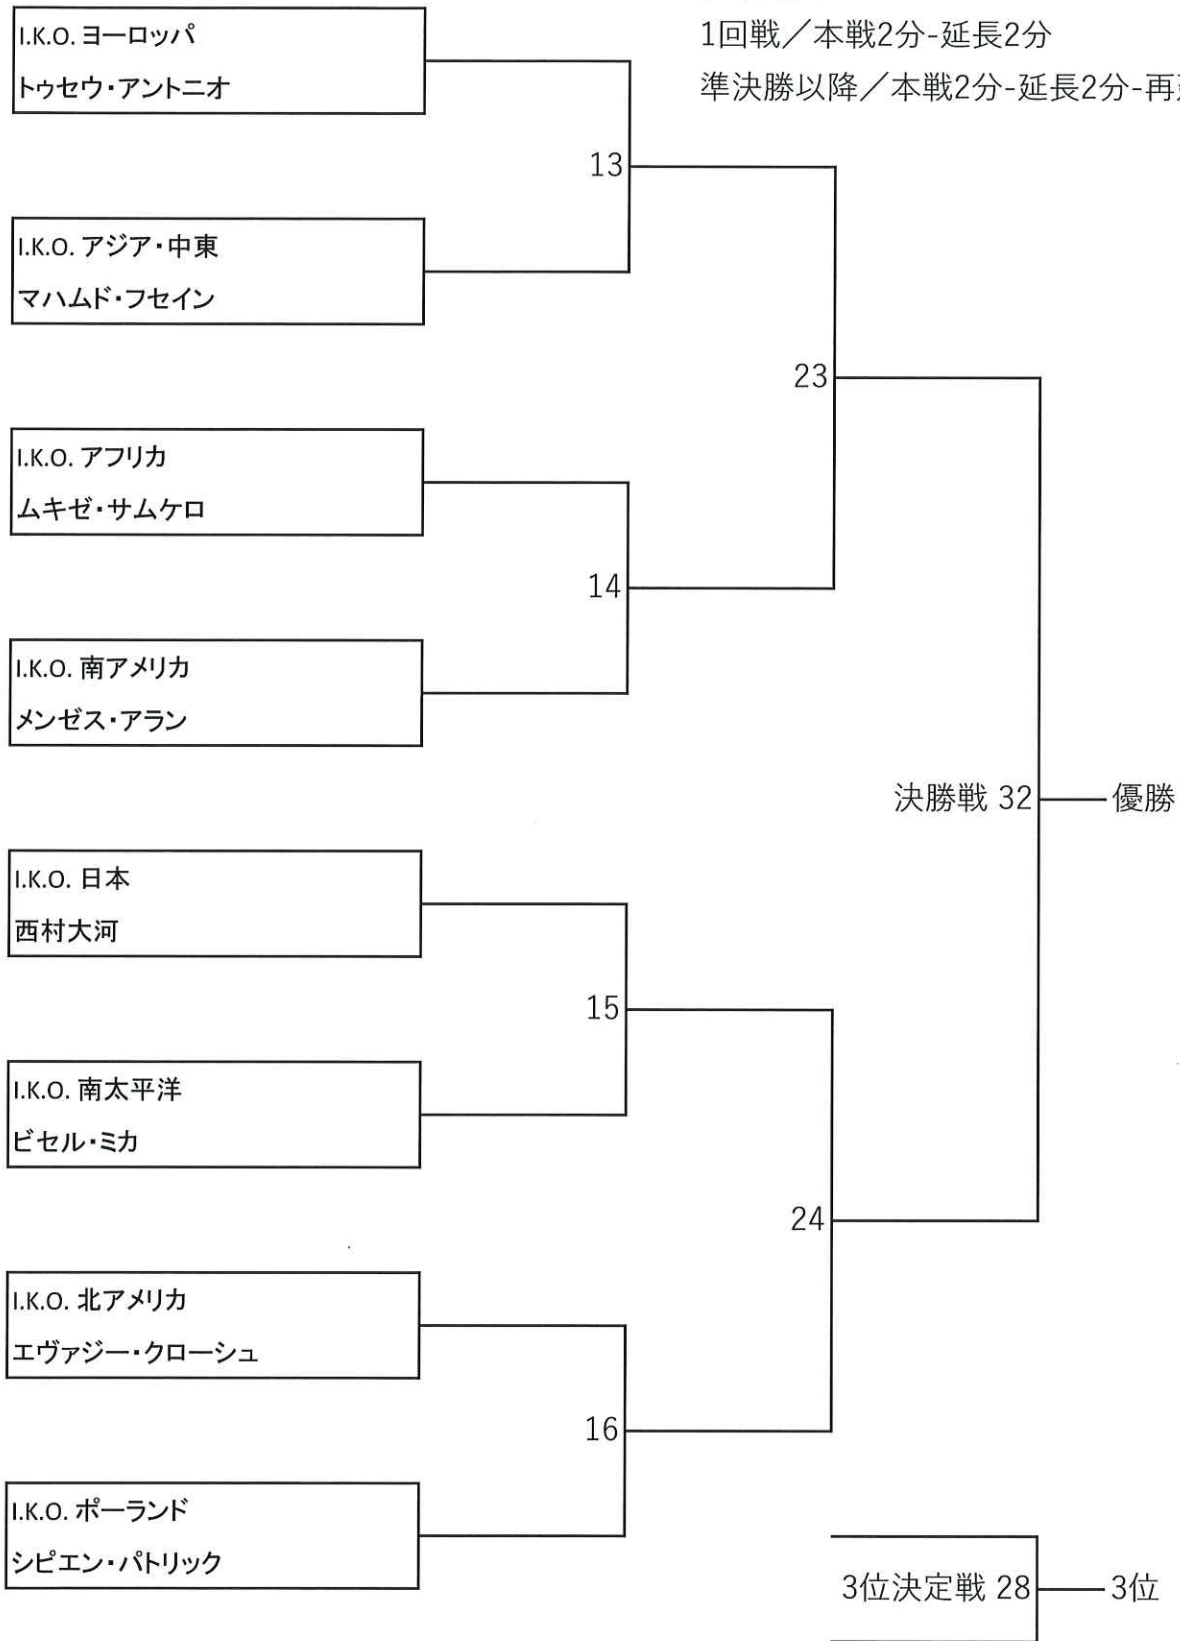 1回戦／本戦2分-延長2分
準決勝以降／本戦2分-延長2分-再
I.K.O. ヨーロッパ
トゥセウ・アントニオ
13
I.K.O. アジア・中東
マハムド・フセイン
23
I.K.O. アフリカ
ムキゼ・サムケロ
14
I.K.O. 南アメリカ
メンゼス・アラン
決勝戦 32
優勝
I.K.O. 日本
西村大河
15
I.K.O. 南太平洋
ビセル・ミカ
24
I.K.O. 北アメリカ
エヴァジー・クローシュ
16
I.K.O. ポーランド
シピエン・パトリック
3位決定戦 28
3位